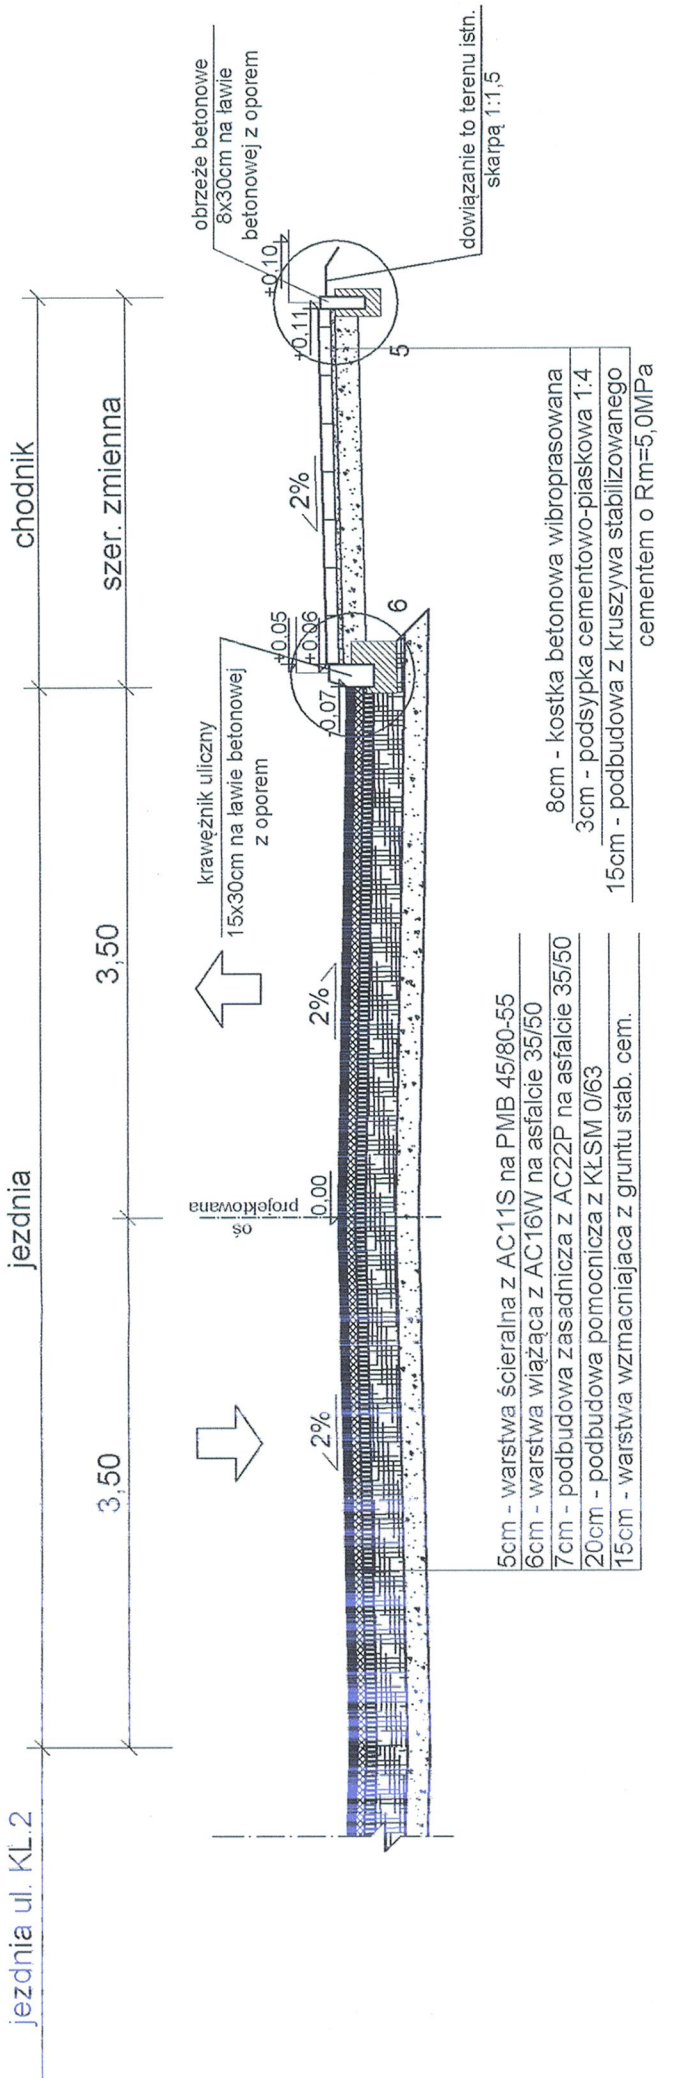 jezdnia ul. KL.2
jezdnia
chodnik
3,50
3,50
szer. zmienna
krawężnik uliczny
15x30cm na ławie betonowej
z oporem
obrzeże betonowe
8x30cm na ławie
betonowej z oporem
dowiązanie to terenu istn.
skarpą 1:1,5
oś
projektowana
0,00
2%
2%
2%
-0,07
+0,05
+0,06
+0,11
+0,10
6
5
5cm - warstwa ścieralna z AC11S na PMB 45/80-55
6cm - warstwa wiążąca z AC16W na asfalcie 35/50
7cm - podbudowa zasadnicza z AC22P na asfalcie 35/50
20cm - podbudowa pomocnicza z KŁSM 0/63
15cm - warstwa wzmacniajaca z gruntu stab. cem.
8cm - kostka betonowa wibroprasowana
3cm - podsypka cementowo-piaskowa 1:4
15cm - podbudowa z kruszywa stabilizowanego
cementem o Rm=5,0MPa